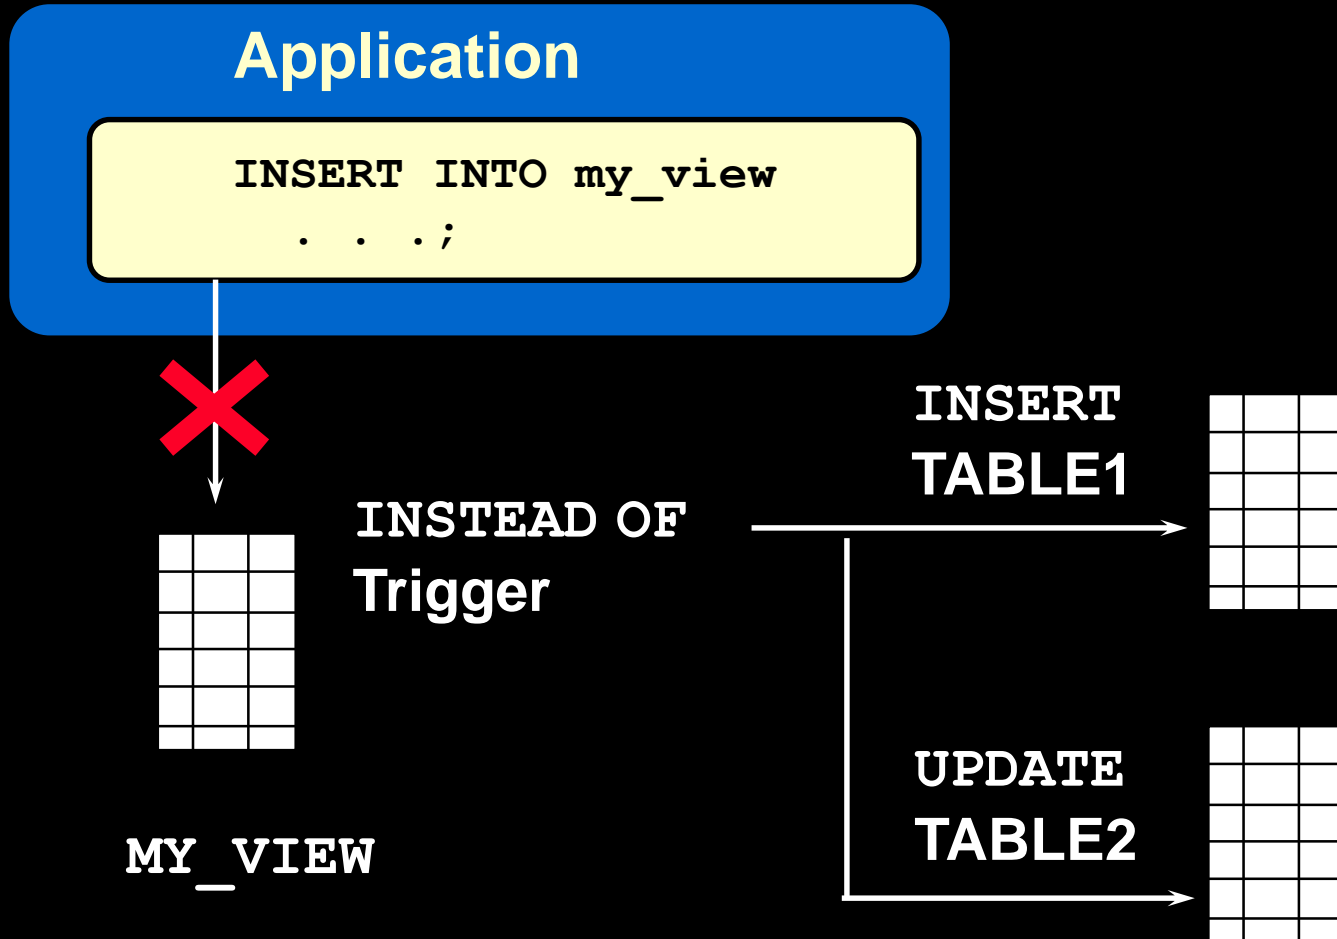 Application
INSERT INTO my_view
. . .;
INSERT
TABLE1
INSTEAD OF
Trigger
UPDATE
TABLE2
MY_VIEW